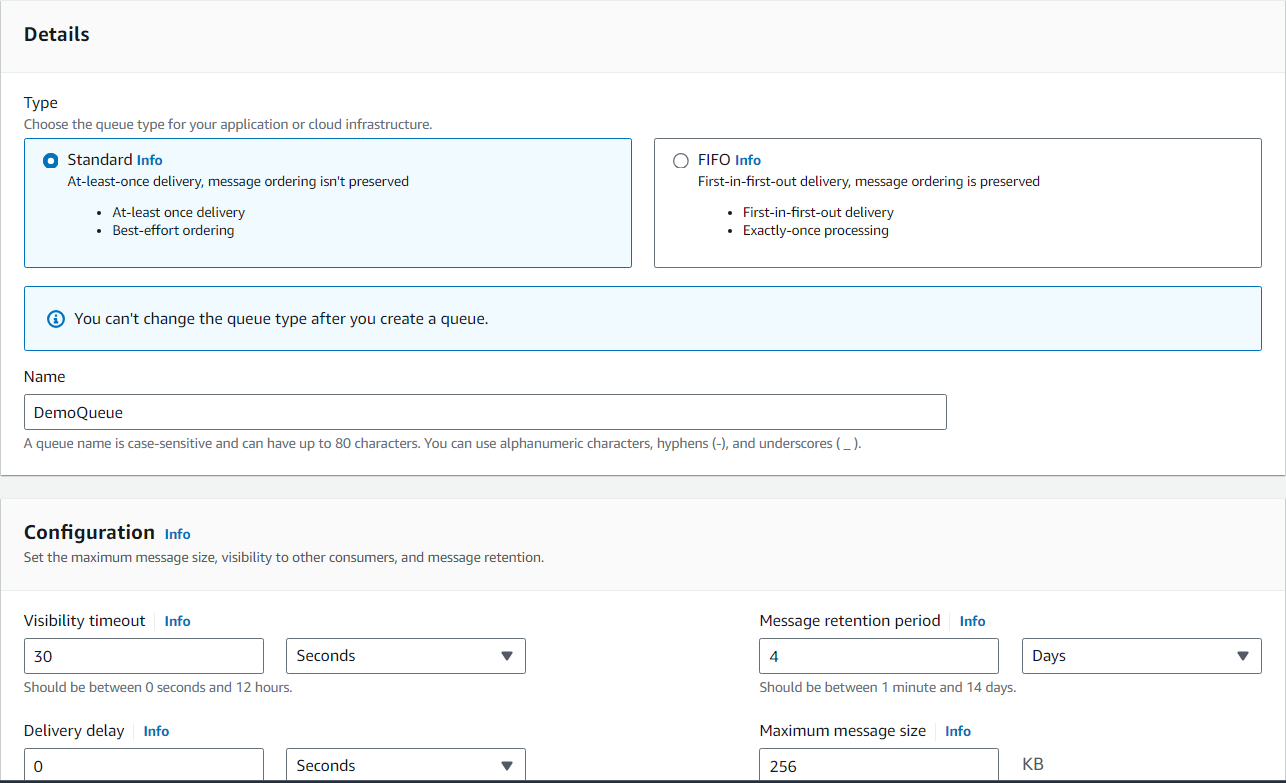 Details
Type
Choose the queue type for your application or cloud infrastructure.
Standard Info
At-least-once delivery, message ordering isn't preserved
• At-least once delivery
• Best-effort ordering
FIFO Info
First-in-first-out delivery, message ordering is preserved
• First-in-first-out delivery
• Exactly-once processing
You can't change the queue type after you create a queue.
Name
DemoQueue
A queue name is case-sensitive and can have up to 80 characters. You can use alphanumeric characters, hyphens (-), and underscores ( _ ).
Configuration Info
Set the maximum message size, visibility to other consumers, and message retention.
Visibility timeout Info
30 Seconds
Should be between 0 seconds and 12 hours.
Message retention period Info
4 Days
Should be between 1 minute and 14 days.
Delivery delay Info
0 Seconds
Maximum message size Info
256 KB